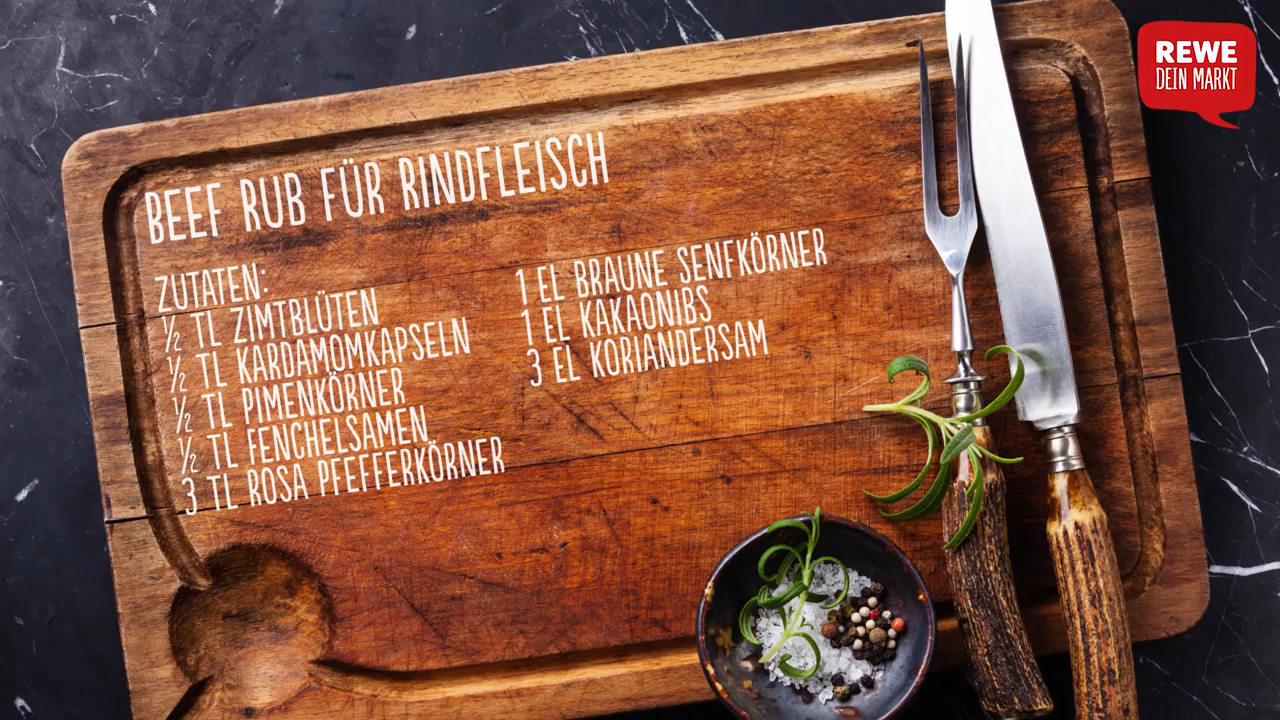 REWE
DEIN MARKT
BEEF RUB FÜR RINDFLEISCH
ZUTATEN:
½ TL ZIMTBLÜTEN
½ TL KARDAMOMKAPSELN
½ TL PIMENKÖRNER
½ TL FENCHELSAMEN
3 TL ROSA PFEFFERKÖRNER
1 EL BRAUNE SENFKÖRNER
1 EL KAKAONIBS
3 EL KORIANDERSAM